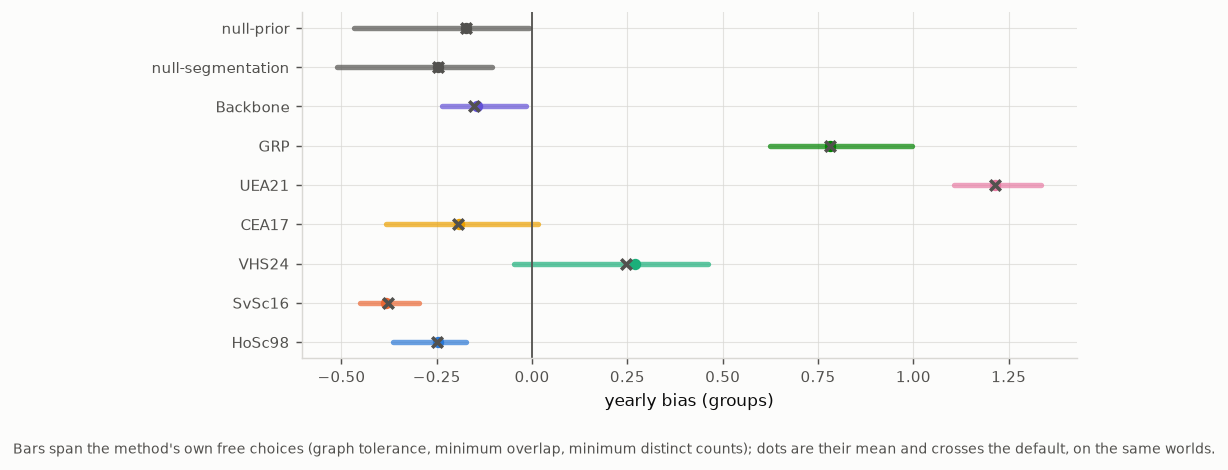 null-prior
null-segmentation
Backbone
GRP
UEA21
CEA17
VHS24
SvSc16
HoSc98
−0.50 −0.25 0.00 0.25 0.50 0.75 1.00 1.25
yearly bias (groups)
Bars span the method's own free choices (graph tolerance, minimum overlap, minimum distinct counts); dots are their mean and crosses the default, on the same worlds.